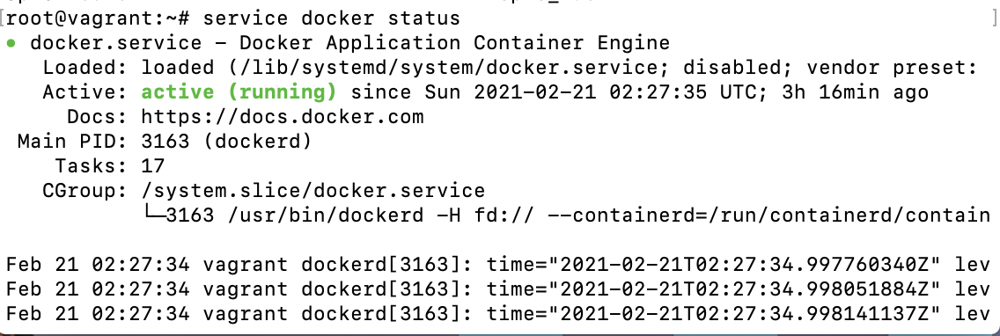 [root@vagrant:~# service docker status ]
● docker.service – Docker Application Container Engine
Loaded: loaded (/lib/systemd/system/docker.service; disabled; vendor preset:
Active: active (running) since Sun 2021–02–21 02:27:35 UTC; 3h 16min ago
Docs: https://docs.docker.com
Main PID: 3163 (dockerd)
Tasks: 17
CGroup: /system.slice/docker.service
└─3163 /usr/bin/dockerd –H fd:// ––containerd=/run/containerd/contain
Feb 21 02:27:34 vagrant dockerd[3163]: time="2021–02–21T02:27:34.997760340Z" lev
Feb 21 02:27:34 vagrant dockerd[3163]: time="2021–02–21T02:27:34.998051884Z" lev
Feb 21 02:27:34 vagrant dockerd[3163]: time="2021–02–21T02:27:34.998141137Z" lev